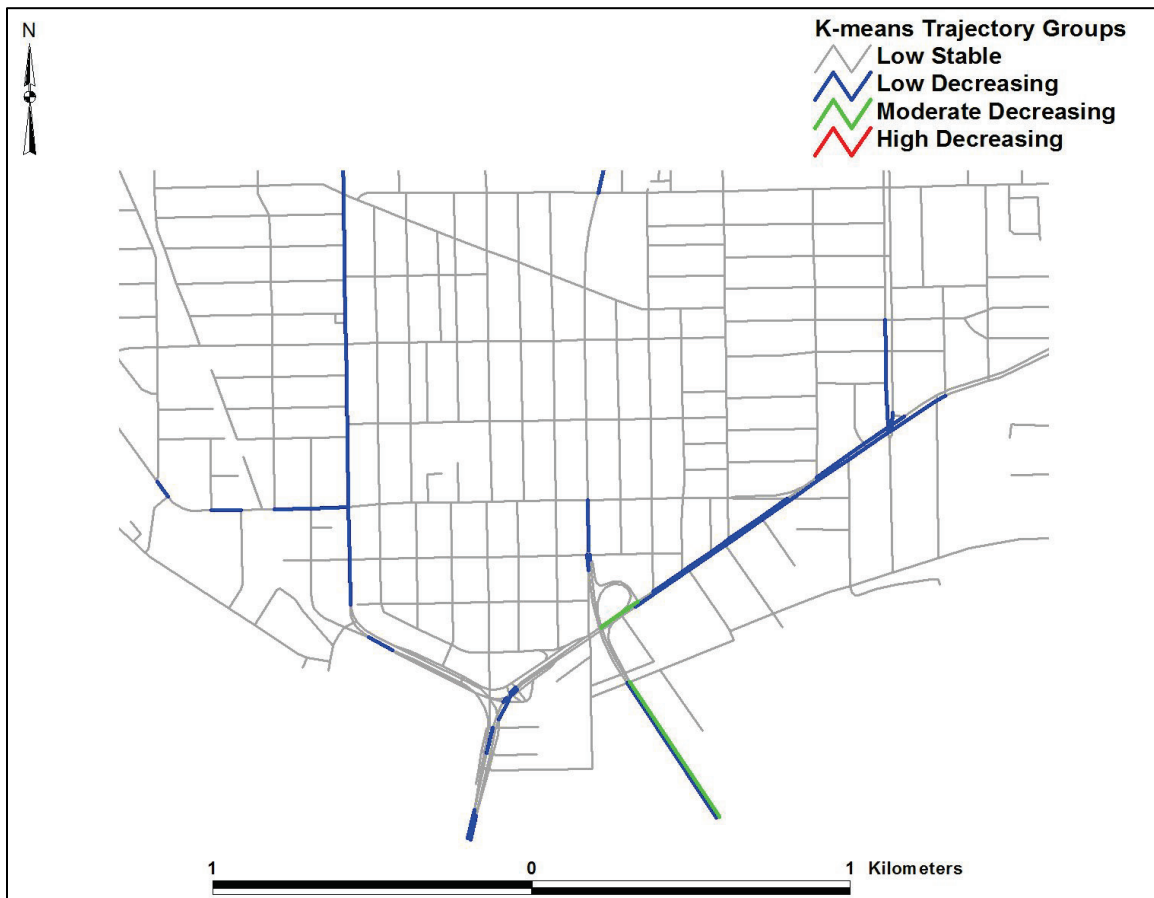 N
K-means Trajectory Groups
Low Stable
Low Decreasing
Moderate Decreasing
High Decreasing
1 0 1 Kilometers